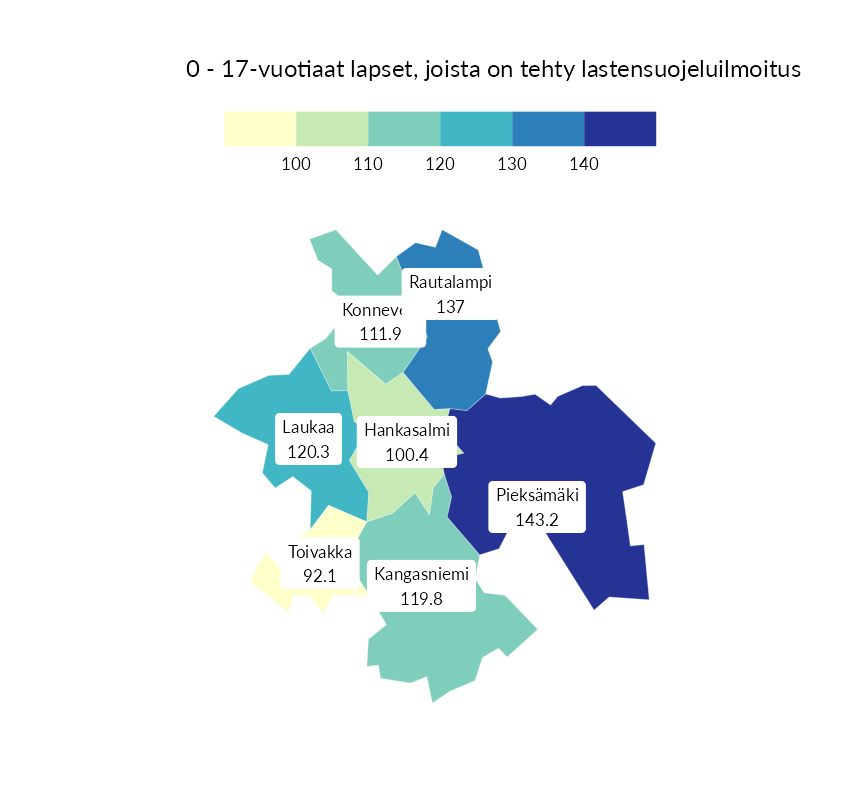 0 - 17-vuotiaat lapset, joista on tehty lastensuojeluilmoitus
100 110 120 130 140
Rautalampi
137
111.9
Laukaa
120.3
Hankasalmi
100.4
Pieksämäki
143.2
Toivakka
92.1
Kangasniemi
119.8